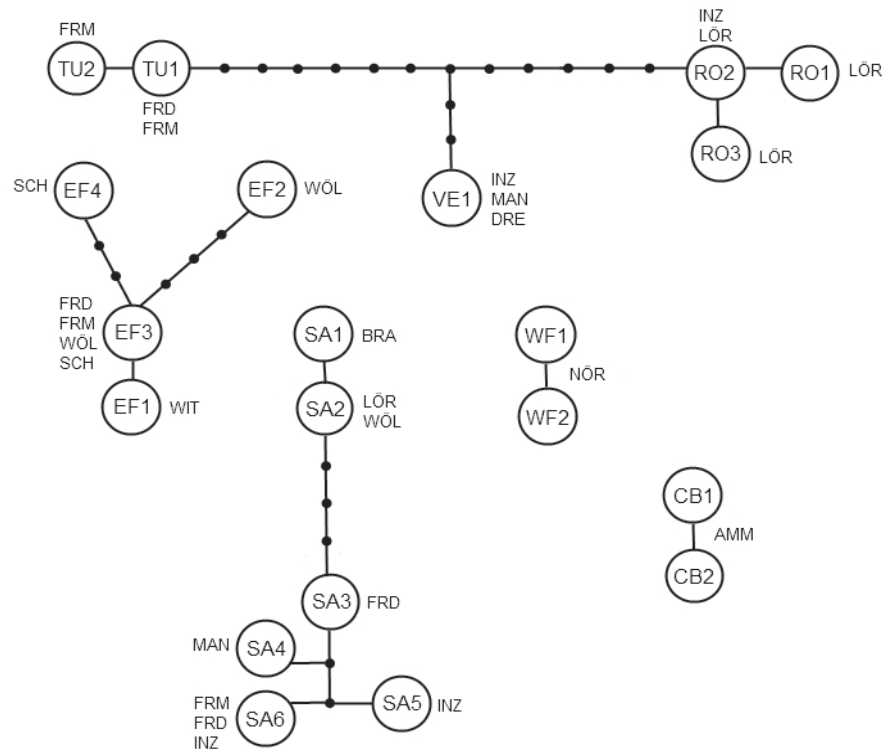 FRM
TU2
TU1
FRD
FRM
INZ
LÖR
RO2
RO1
LÖR
RO3
LÖR
VE1
INZ
MAN
DRE
SCH
EF4
EF2
WÖL
FRD
FRM
WÖL
SCH
EF3
EF1
WIT
SA1
BRA
SA2
LÖR
WÖL
WF1
NÖR
WF2
CB1
AMM
CB2
SA3
FRD
MAN
SA4
FRM
FRD
INZ
SA6
SA5
INZ